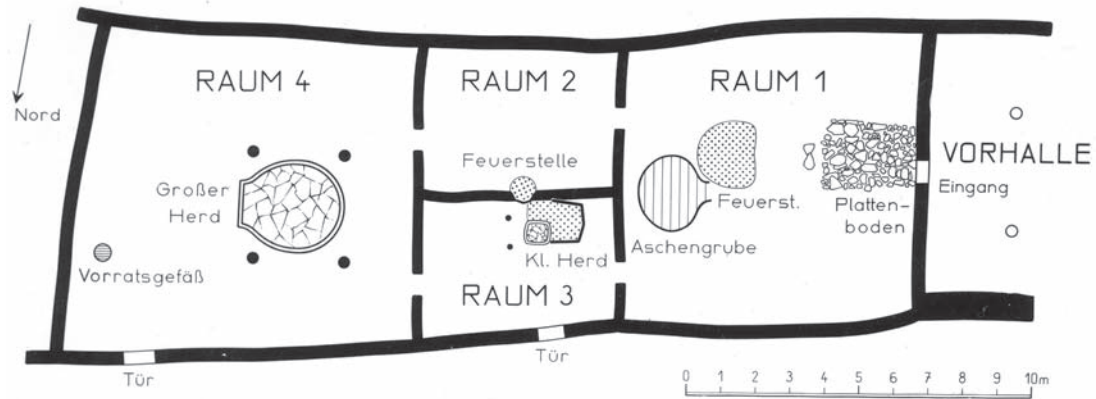 RAUM 4
RAUM 2
RAUM 1
Nord
VORHALLE
Feuerstelle
Großer
Herd
Eingang
Feuerst.
Platten-
boden
Aschengrube
Kl. Herd
Vorratsgefäß
RAUM 3
Tür
Tür
0 1 2 3 4 5 6 7 8 9 10m